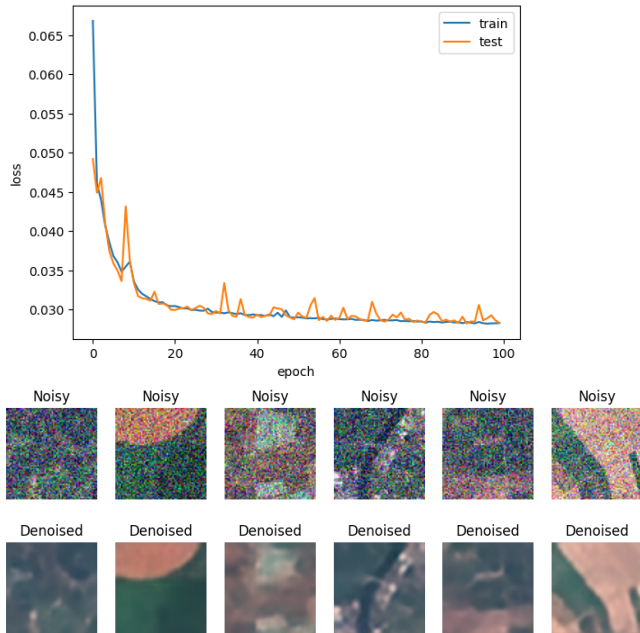 train
test
0.065
0.060
0.055
0.050
0.045
0.040
0.035
0.030
loss
0 20 40 60 80 100
epoch
Noisy Noisy Noisy Noisy Noisy Noisy
Denoised Denoised Denoised Denoised Denoised Denoised